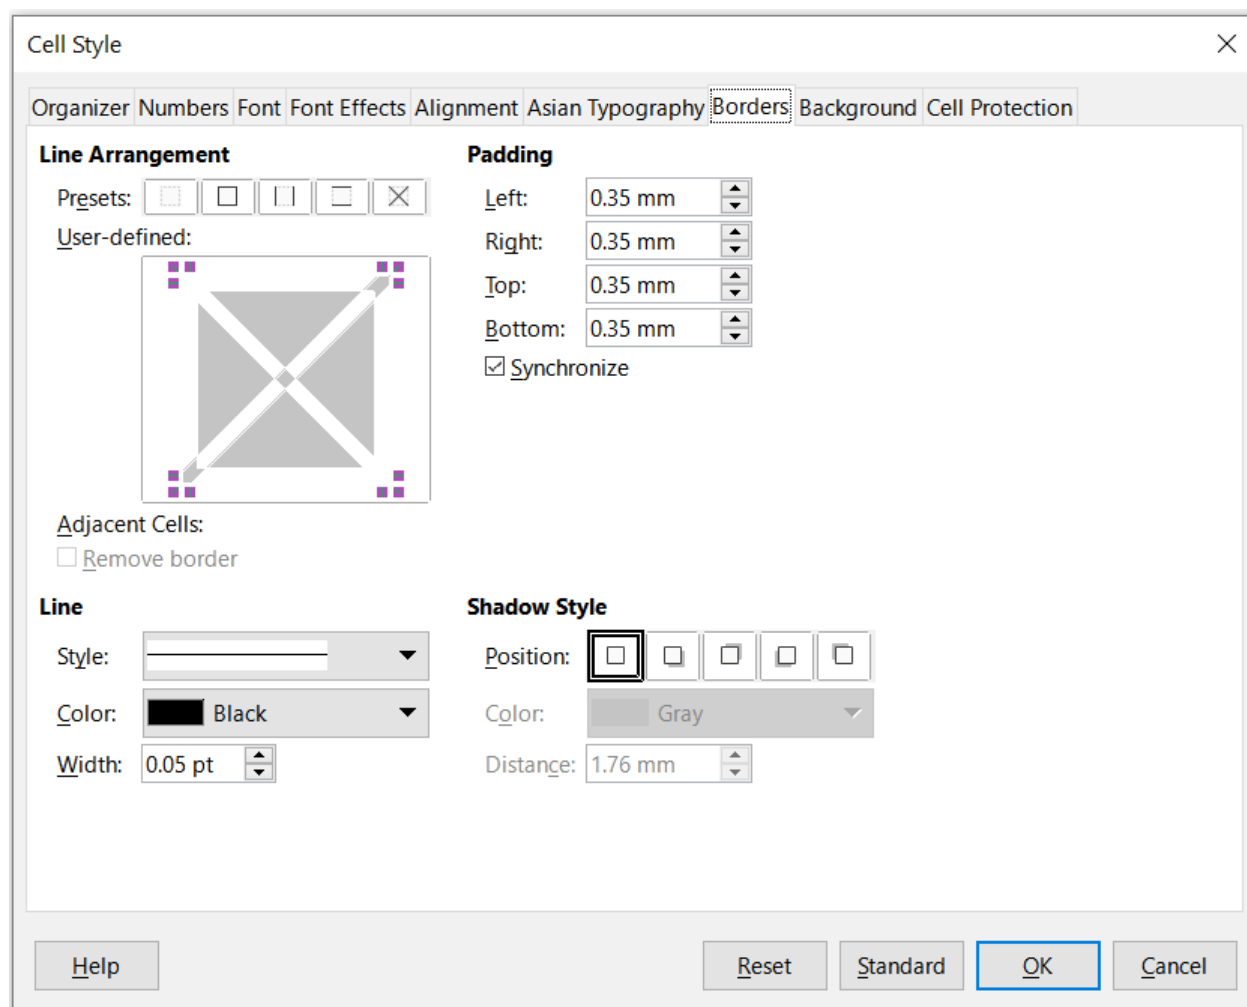 Cell Style
Organizer Numbers Font Font Effects Alignment Asian Typography Borders Background Cell Protection
Line Arrangement
Presets:
User-defined:
Adjacent Cells:
Remove border
Padding
Left: 0.35 mm
Right: 0.35 mm
Top: 0.35 mm
Bottom: 0.35 mm
Synchronize
Line
Style:
Color: Black
Width: 0.05 pt
Shadow Style
Position:
Color: Gray
Distance: 1.76 mm
Help Reset Standard OK Cancel